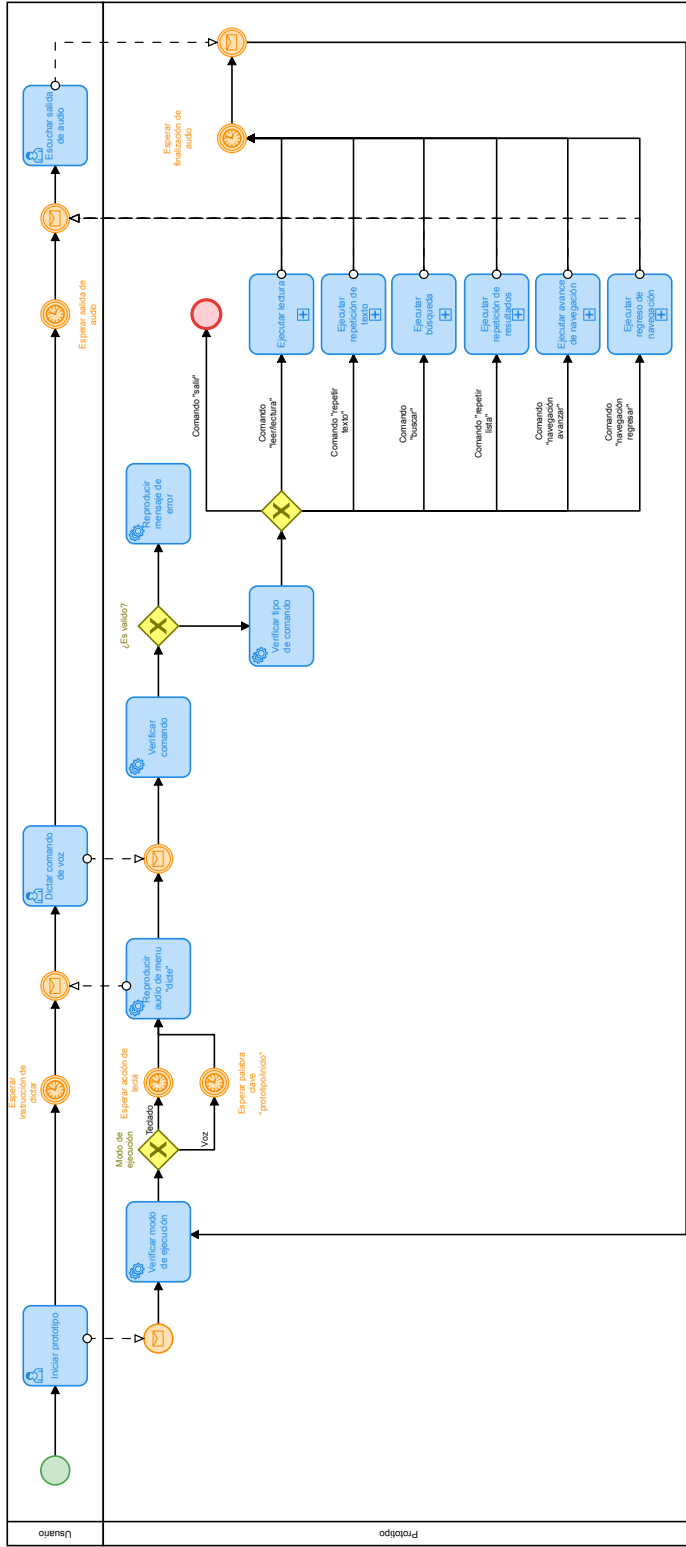 Usuario
Iniciar prototipo
Esperar
instrucción de
dictar
Dictar comando
de voz
Esperar salida de
audio
Escuchar salida
de audio
Prototipo
Verificar modo
de ejecución
Modo de
ejecución
Teclado
Voz
Esperar acción de
tecla
Esperar palabra
clave
"prototipo/inicio"
Reproducir
audio de menu
"dicte"
Verificar
comando
¿Es valido?
Reproducir
mensaje de
error
Verificar tipo
de comando
Comando "salir"
Comando
"leer/lectura"
Comando "repetir
texto"
Comando
"buscar"
Comando "repetir
lista"
Comando
"navegación
avanzar"
Comando
"navegación
regresar"
Ejecutar lectura
Ejecutar
repetición de
texto
Ejecutar
búsqueda
Ejecutar
repetición de
resultados
Ejecutar avance
de navegación
Ejecutar
regreso de
navegación
Esperar
finalización de
audio